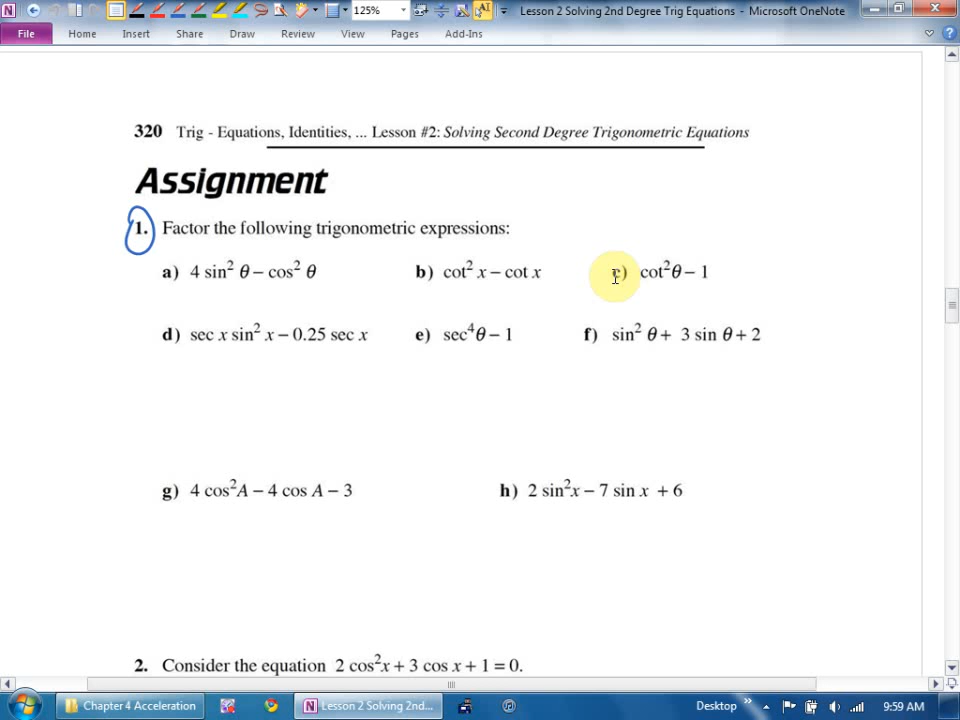 125%
Lesson 2 Solving 2nd Degree Trig Equations - Microsoft OneNote
File Home Insert Share Draw Review View Pages Add-Ins
320 Trig - Equations, Identities, ... Lesson #2: Solving Second Degree Trigonometric Equations
Assignment
1. Factor the following trigonometric expressions:
a) 4 sin² θ – cos² θ b) cot² x – cot x c) cot²θ – 1
d) sec x sin² x – 0.25 sec x e) sec⁴θ – 1 f) sin² θ + 3 sin θ + 2
g) 4 cos²A – 4 cos A – 3 h) 2 sin²x – 7 sin x + 6
2. Consider the equation 2 cos²x + 3 cos x + 1 = 0.
Chapter 4 Acceleration Lesson 2 Solving 2nd... Desktop 9:59 AM